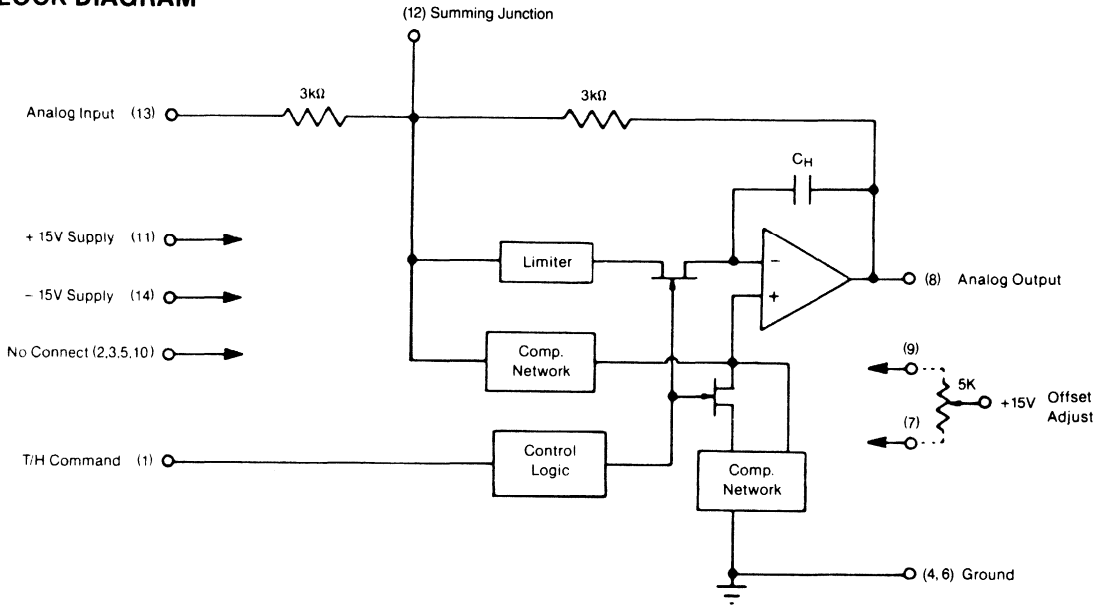 LOCK DIAGRAM
(12) Summing Junction
3kΩ
3kΩ
Analog Input (13)
CH
+ 15V Supply (11)
Limiter
−
− 15V Supply (14)
(8) Analog Output
+
No Connect (2,3,5,10)
Comp.
Network
(9)
5K
+15V Offset
Adjust
(7)
T/H Command (1)
Control
Logic
Comp.
Network
(4, 6) Ground